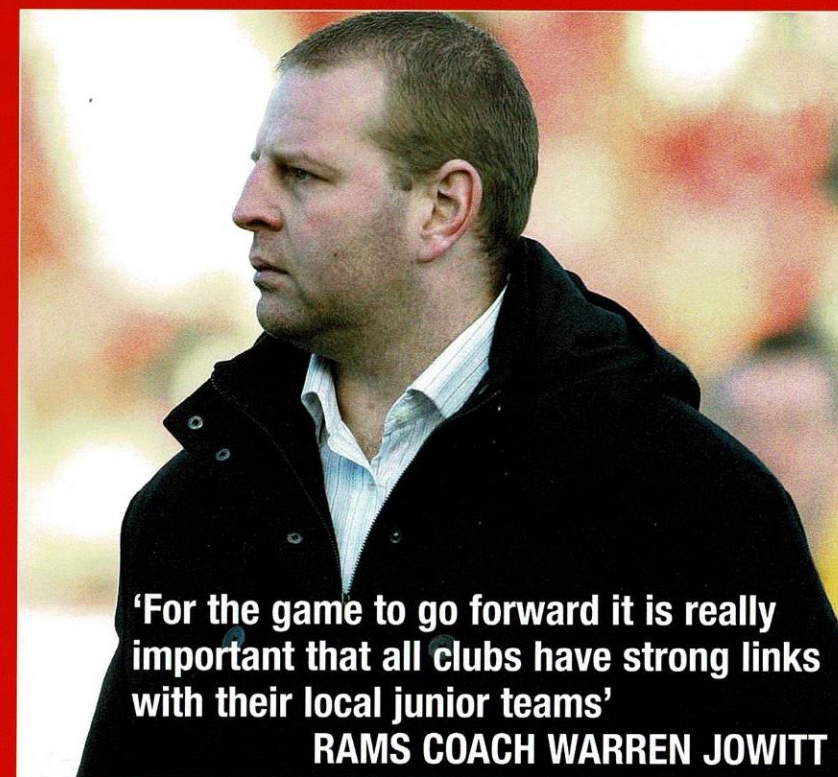 ‘For the game to go forward it is really
important that all clubs have strong links
with their local junior teams’
RAMS COACH WARREN JOWITT